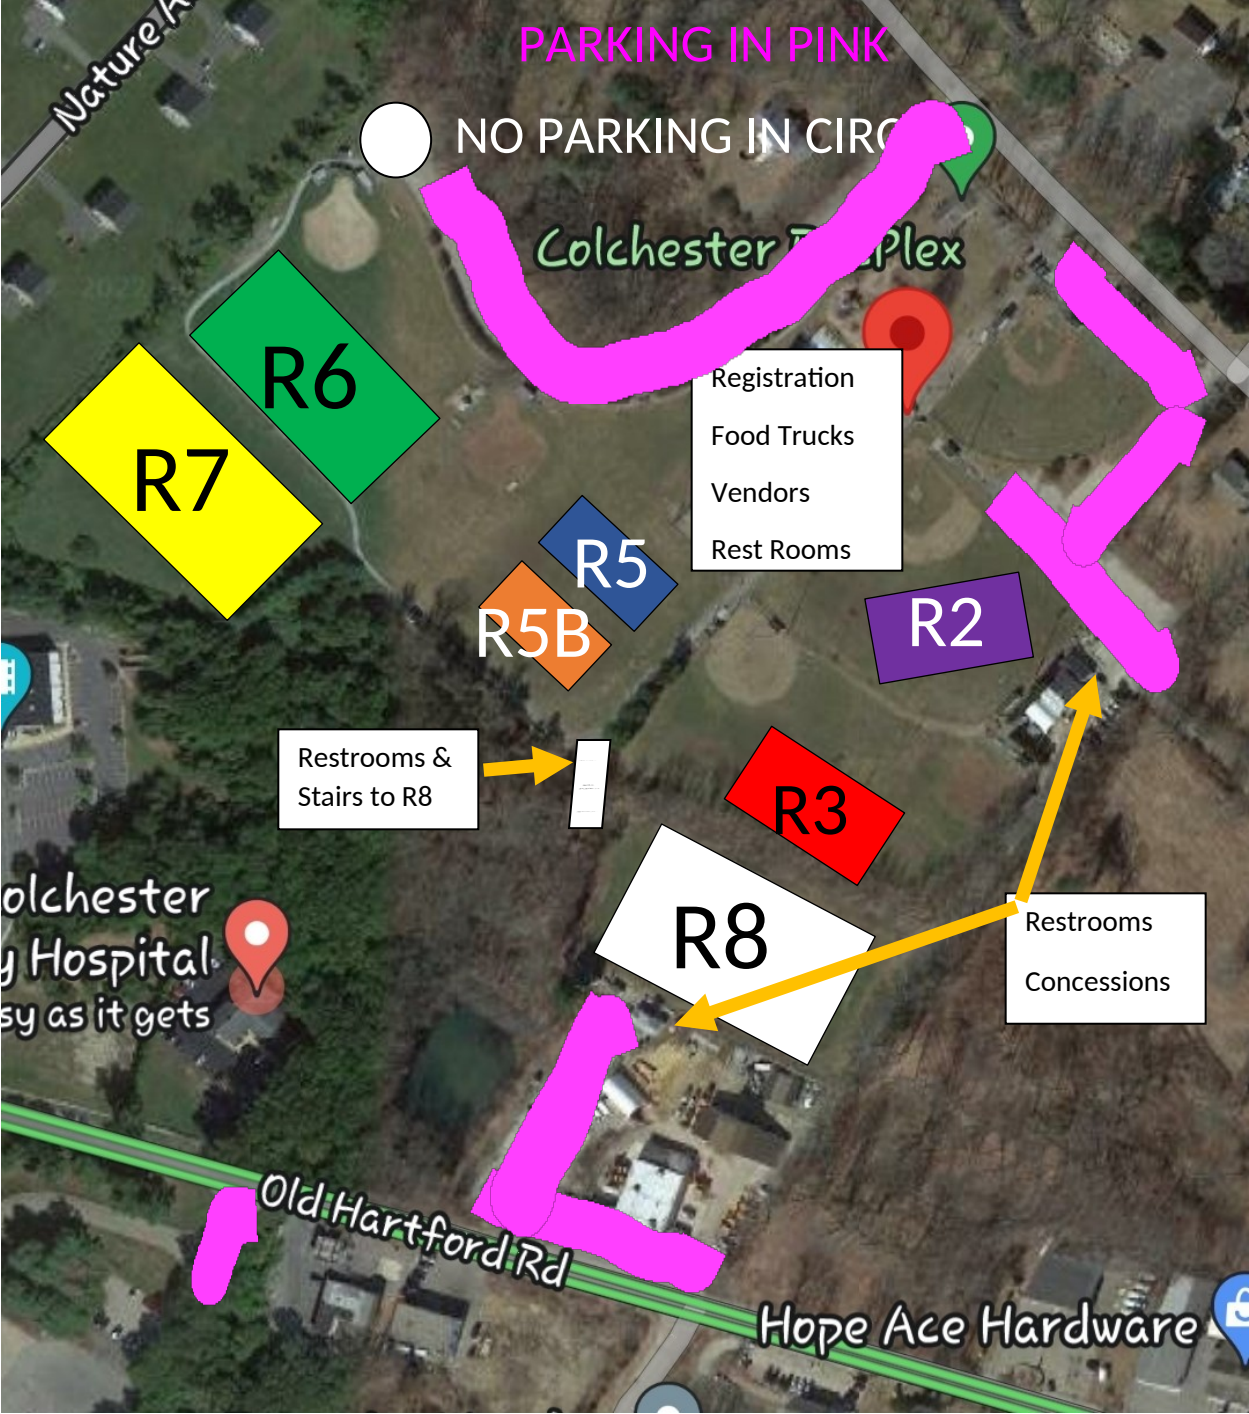 Nature A
PARKING IN PINK
NO PARKING IN CIRC
Colchester Plex
Registration
Food Trucks
Vendors
Rest Rooms
R6
R7
R5
R5B
R2
Restrooms &
Stairs to R8
R3
R8
Restrooms
Concessions
olchester
y Hospital
sy as it gets
Old Hartford Rd
Hope Ace Hardware